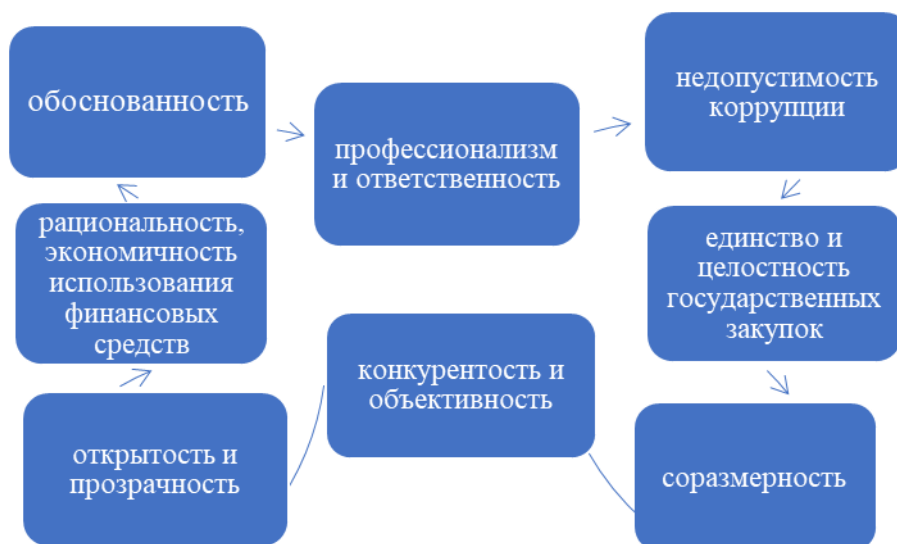 обоснованность
профессионализм
и ответственность
недопустимость
коррупции
рациональность,
экономичность
использования
финансовых
средств
единство и
целостность
государственных
закупок
конкурентость и
объективность
открытость и
прозрачность
соразмерность